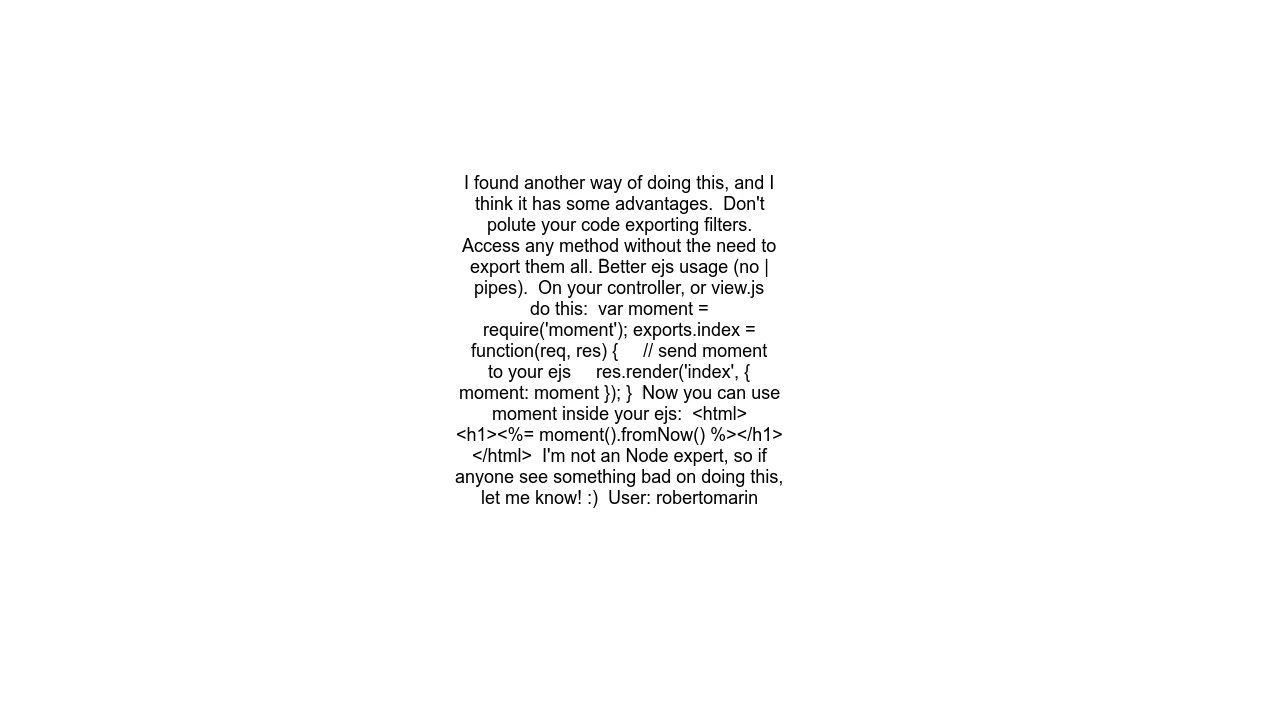 I found another way of doing this, and I
think it has some advantages.  Don't
polute your code exporting filters.
Access any method without the need to
export them all. Better ejs usage (no |
pipes).  On your controller, or view.js
do this:  var moment =
require('moment'); exports.index =
function(req, res) {     // send moment
to your ejs     res.render('index', {
moment: moment }); }  Now you can use
moment inside your ejs:  <html>
<h1><%= moment().fromNow() %></h1>
</html>  I'm not an Node expert, so if
anyone see something bad on doing this,
let me know! :)  User: robertomarin